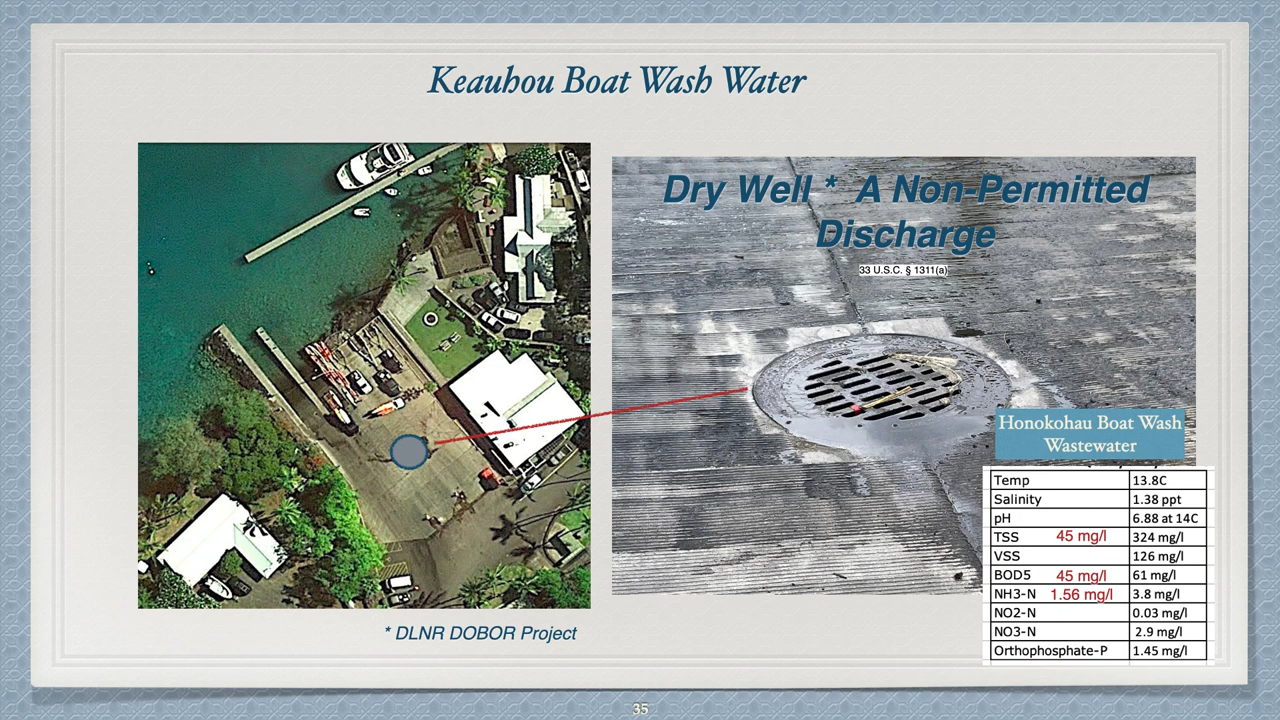 Keauhou Boat Wash Water
Dry Well * A Non-Permitted
Discharge
33 U.S.C. § 1311(a)
Honokohau Boat Wash
Wastewater
Temp 13.8C
Salinity 1.38 ppt
pH 6.88 at 14C
TSS 45 mg/l 324 mg/l
VSS 126 mg/l
BOD5 45 mg/l 61 mg/l
NH3-N 1.56 mg/l 3.8 mg/l
NO2-N 0.03 mg/l
NO3-N 2.9 mg/l
Orthophosphate-P 1.45 mg/l
* DLNR DOBOR Project
35